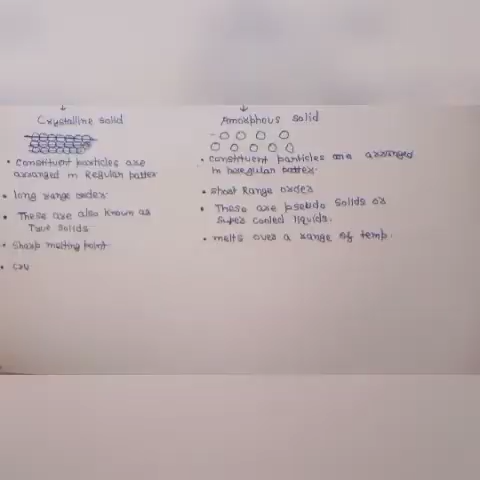 Crystalline solid
• Constituent particles are
arranged in Regular patter
• long range order.
• These are also known as
True solids
• Sharp melting point.
• Cry
Amorphous solid
• Constituent particles are arranged
in irregular patter.
• Short Range order
• These are pseudo solids or
super cooled liquids.
• melts over a range of temp.